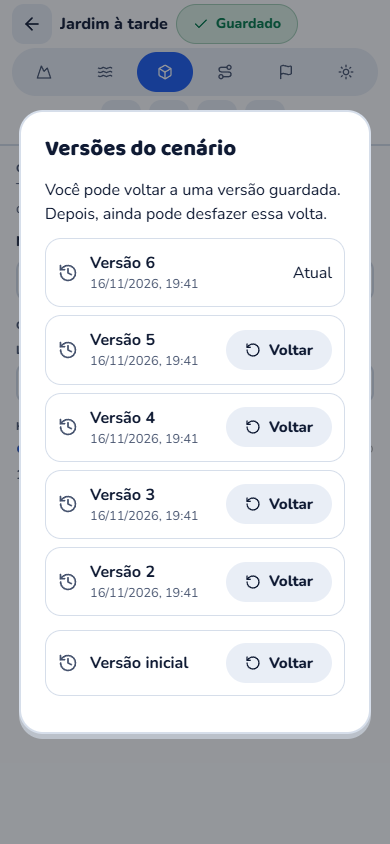 Jardim à tarde
Guardado
Versões do cenário
Você pode voltar a uma versão guardada.
Depois, ainda pode desfazer essa volta.
Versão 6
16/11/2026, 19:41
Atual
Versão 5
16/11/2026, 19:41
Voltar
Versão 4
16/11/2026, 19:41
Voltar
Versão 3
16/11/2026, 19:41
Voltar
Versão 2
16/11/2026, 19:41
Voltar
Versão inicial
Voltar